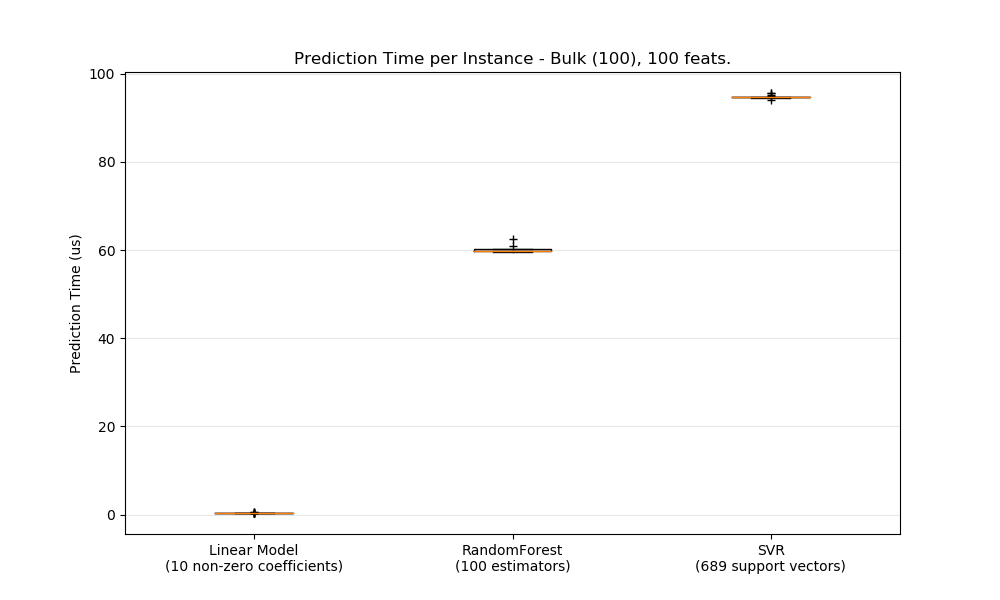 Prediction Time per Instance - Bulk (100), 100 feats.
100
80
60
40
20
0
Prediction Time (us)
Linear Model
(10 non-zero coefficients)
RandomForest
(100 estimators)
SVR
(689 support vectors)